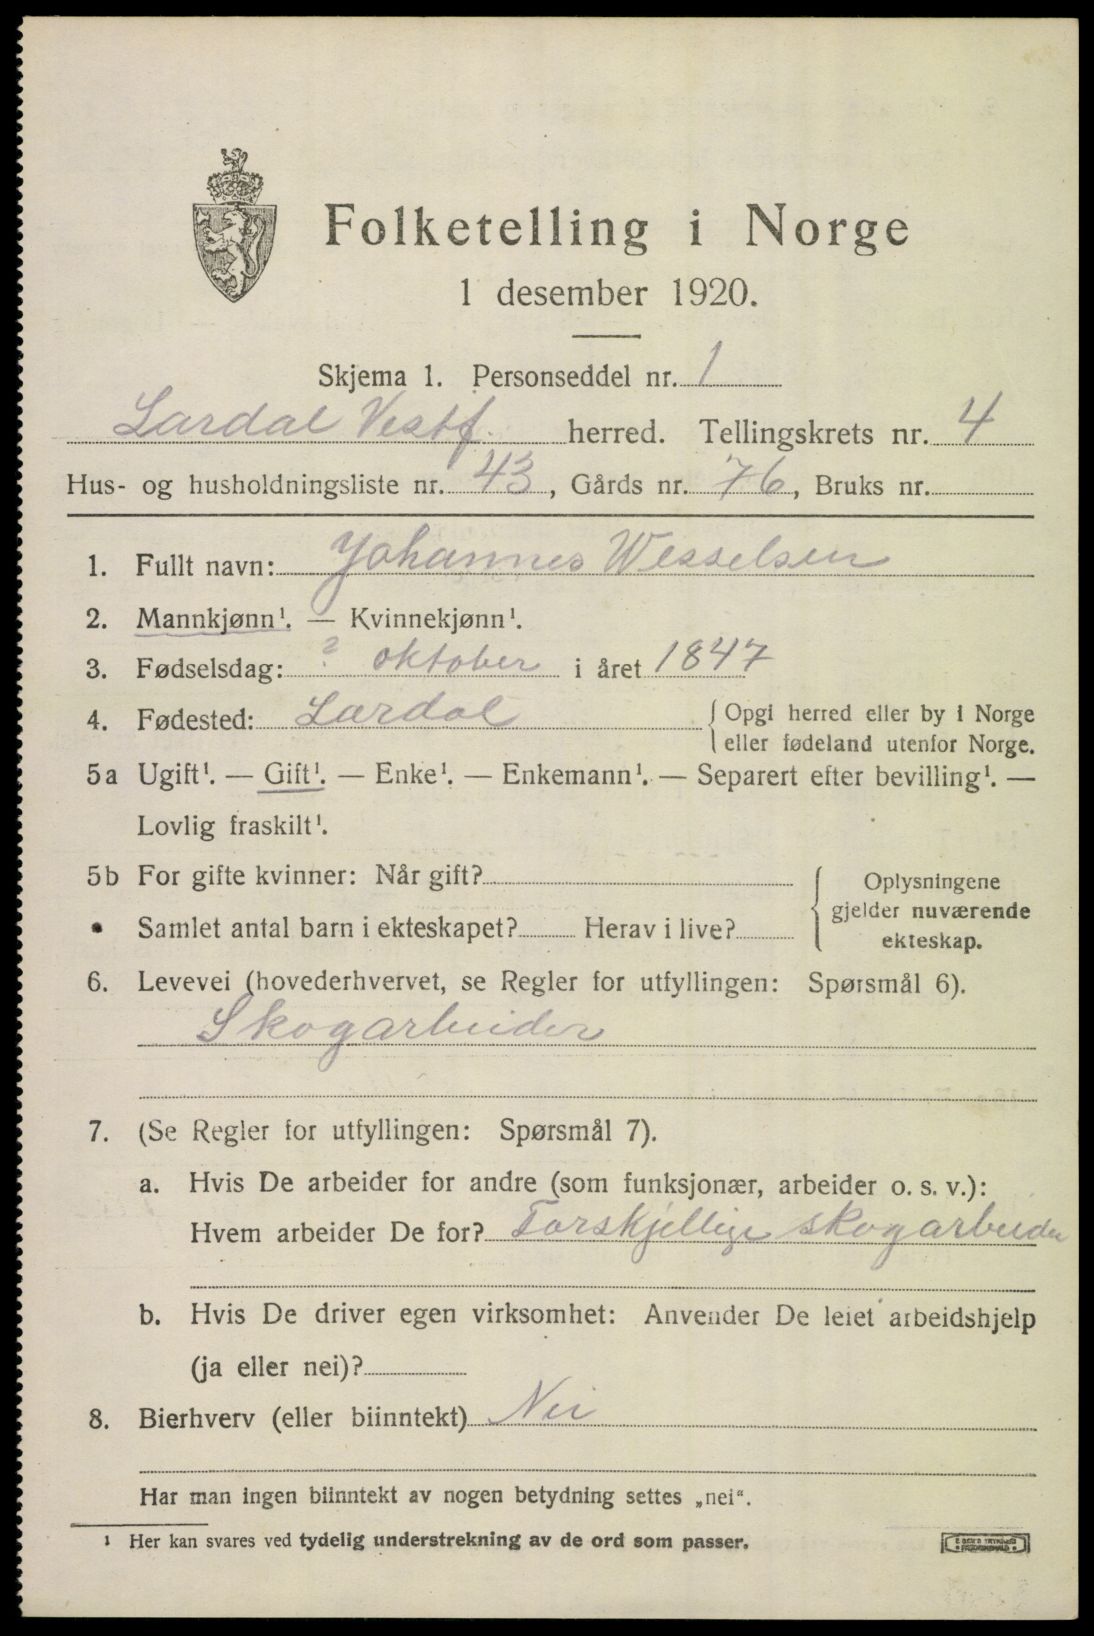 Folketelling i Norge
1 desember 1920.
Skjema 1. Personseddel nr. 1
Lardal Vestf. herred. Tellingskrets nr. 4
Hus- og husholdningsliste nr. 43, Gårds nr. 76, Bruks nr.
1. Fullt navn: Johannes Wesselsen
2. Mannkjønn¹. — Kvinnekjønn¹.
3. Fødselsdag: ? oktober i året 1847
4. Fødested: Lardal {Opgi herred eller by i Norge
eller fødeland utenfor Norge.
5a Ugift¹. — Gift¹. — Enke¹. — Enkemann¹. — Separert efter bevilling¹. —
Lovlig fraskilt¹.
5b For gifte kvinner: Når gift? Oplysningene
gjelder nuværende
• Samlet antal barn i ekteskapet? Herav i live? ekteskap.
6. Levevei (hovederhvervet, se Regler for utfyllingen: Spørsmål 6).
Skogarbeider
7. (Se Regler for utfyllingen: Spørsmål 7).
a. Hvis De arbeider for andre (som funksjonær, arbeider o. s. v.):
Hvem arbeider De for? Forskjellige skogarbeider
b. Hvis De driver egen virksomhet: Anvender De leiet arbeidshjelp
(ja eller nei)?
8. Bierhverv (eller biinntekt) Nei
Har man ingen biinntekt av nogen betydning settes „nei“.
¹ Her kan svares ved tydelig understrekning av de ord som passer.